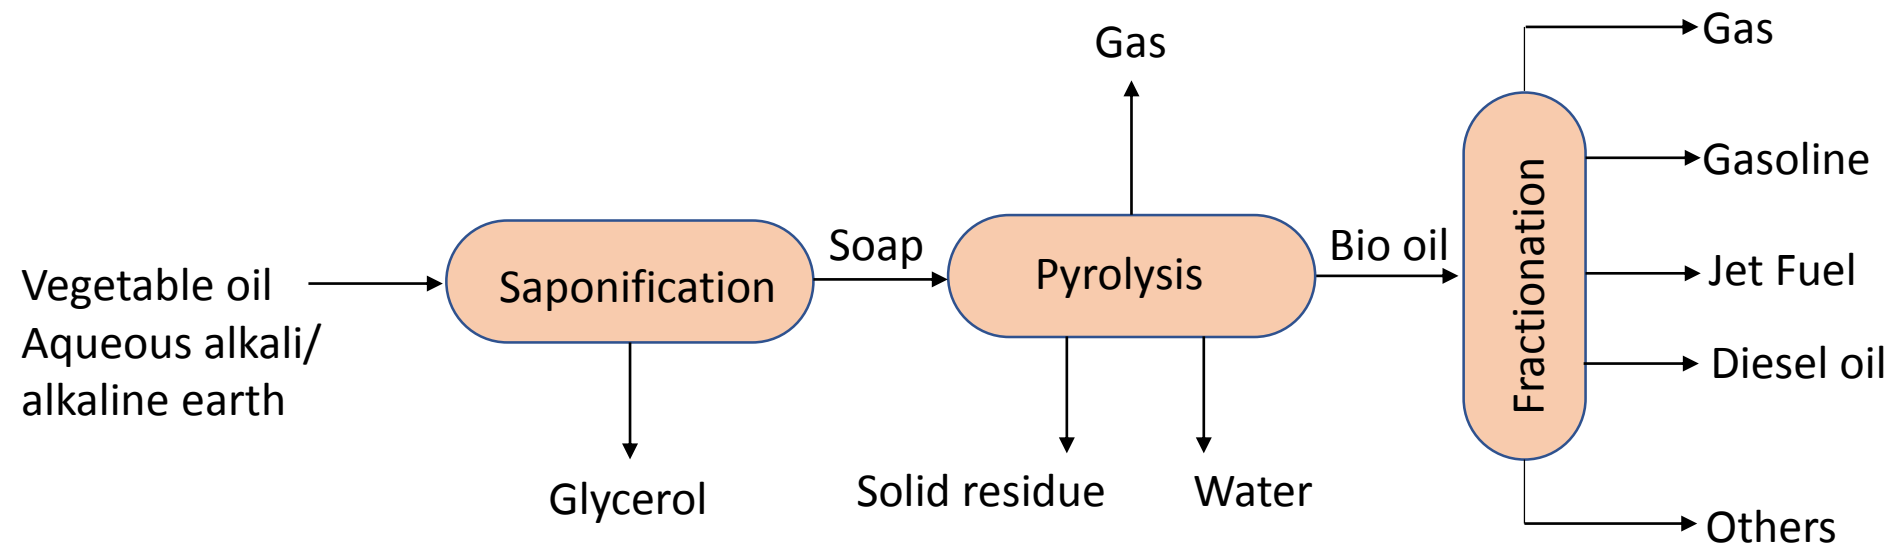 Vegetable oil
Aqueous alkali/
alkaline earth
Saponification
Glycerol
Soap
Pyrolysis
Gas
Solid residue
Water
Bio oil
Fractionation
Gas
Gasoline
Jet Fuel
Diesel oil
Others